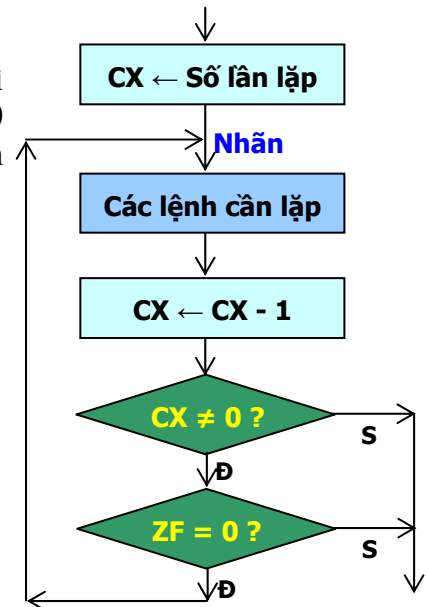 CX ← Số lần lặp
i
)
n
Nhãn
Các lệnh cần lặp
CX ← CX - 1
CX ≠ 0 ?
S
Đ
ZF = 0 ?
S
Đ